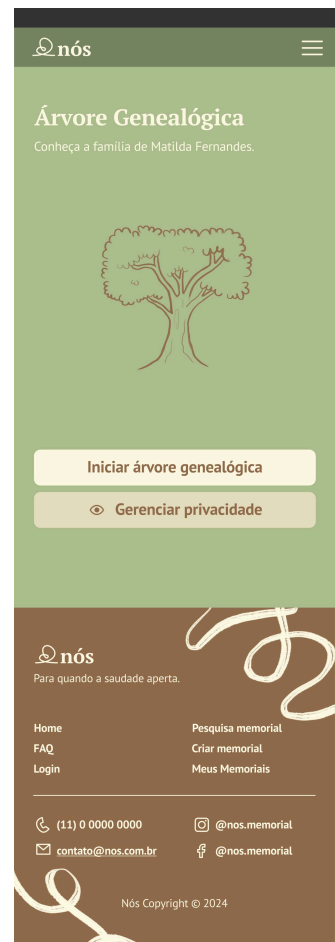 nós
Árvore Genealógica
Conheça a família de Matilda Fernandes.
Iniciar árvore genealógica
Gerenciar privacidade
nós
Para quando a saudade aperta.
Home
Pesquisa memorial
FAQ
Criar memorial
Login
Meus Memoriais
(11) 0 0000 0000
@nos.memorial
contato@nos.com.br
@nos.memorial
Nós Copyright © 2024